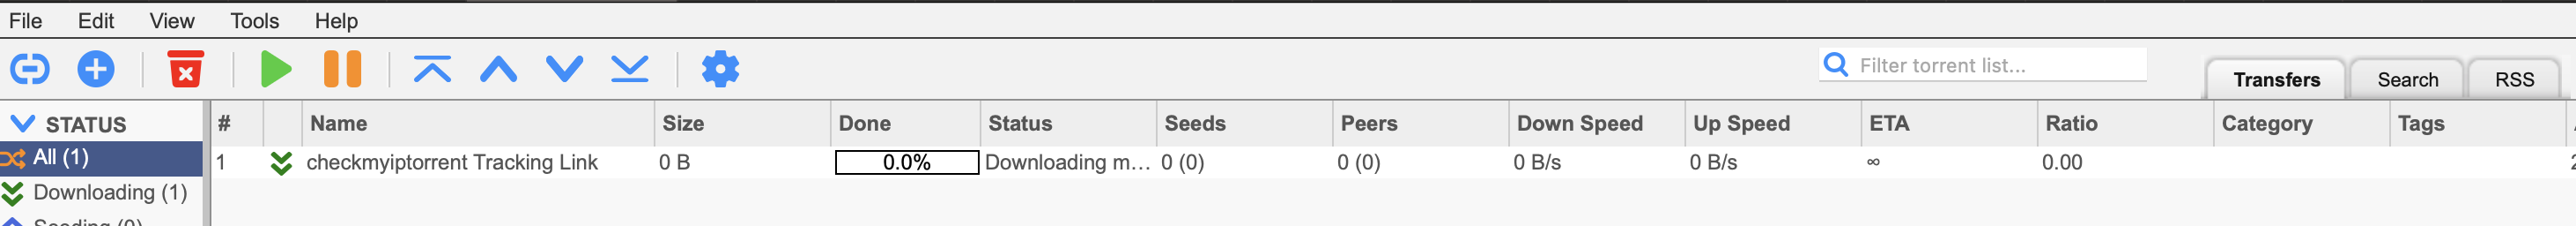 File Edit View Tools Help
Filter torrent list...
Transfers Search RSS
STATUS
# Name Size Done Status Seeds Peers Down Speed Up Speed ETA Ratio Category Tags
All (1)
1 checkmyiptorrent Tracking Link 0 B 0.0% Downloading m... 0 (0) 0 (0) 0 B/s 0 B/s ∞ 0.00
Downloading (1)
Seeding (0)